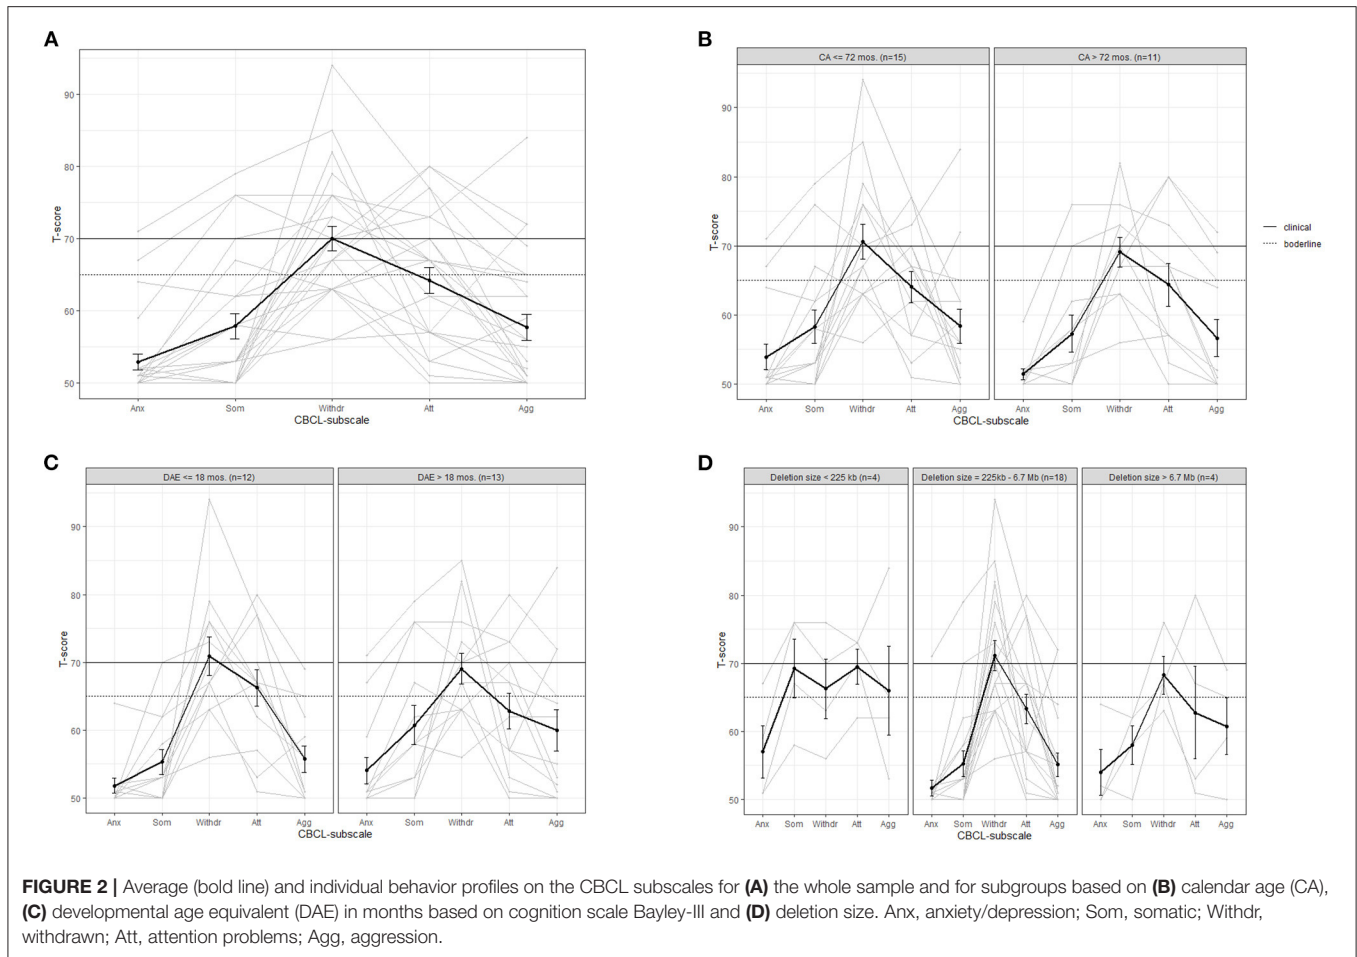 A
90
80
70
60
50
T-score
Anx Som Withdr Att Agg
CBCL-subscale
B
CA <= 72 mos. (n=15) CA > 72 mos. (n=11)
90
80
70
60
50
T-score
Anx Som Withdr Att Agg Anx Som Withdr Att Agg
CBCL-subscale
clinical
boderline
C
DAE <= 18 mos. (n=12) DAE > 18 mos. (n=13)
90
80
70
60
50
T-score
Anx Som Withdr Att Agg Anx Som Withdr Att Agg
CBCL-subscale
D
Deletion size < 225 kb (n=4) Deletion size = 225kb - 6.7 Mb (n=18) Deletion size > 6.7 Mb (n=4)
90
80
70
60
50
T-score
Anx Som Withdr Att Agg Anx Som Withdr Att Agg Anx Som Withdr Att Agg
CBCL-subscale
FIGURE 2 | Average (bold line) and individual behavior profiles on the CBCL subscales for (A) the whole sample and for subgroups based on (B) calendar age (CA),
(C) developmental age equivalent (DAE) in months based on cognition scale Bayley-III and (D) deletion size. Anx, anxiety/depression; Som, somatic; Withdr,
withdrawn; Att, attention problems; Agg, aggression.